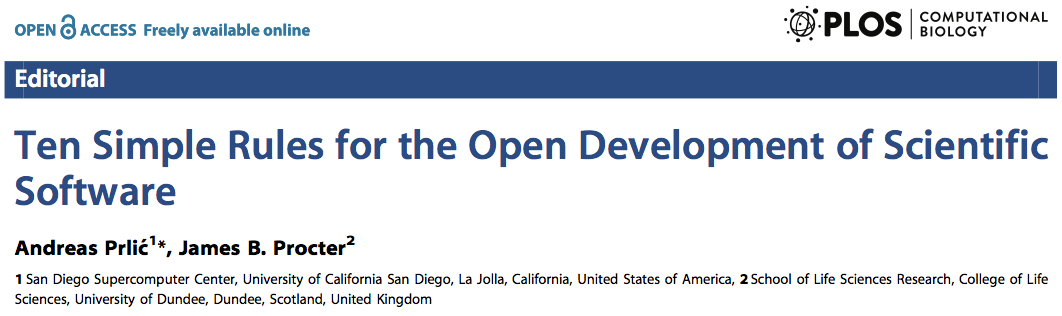 OPEN ACCESS Freely available online
PLOS COMPUTATIONAL
BIOLOGY
Editorial
Ten Simple Rules for the Open Development of Scientific
Software
Andreas Prlić1*, James B. Procter2
1 San Diego Supercomputer Center, University of California San Diego, La Jolla, California, United States of America, 2 School of Life Sciences Research, College of Life
Sciences, University of Dundee, Dundee, Scotland, United Kingdom